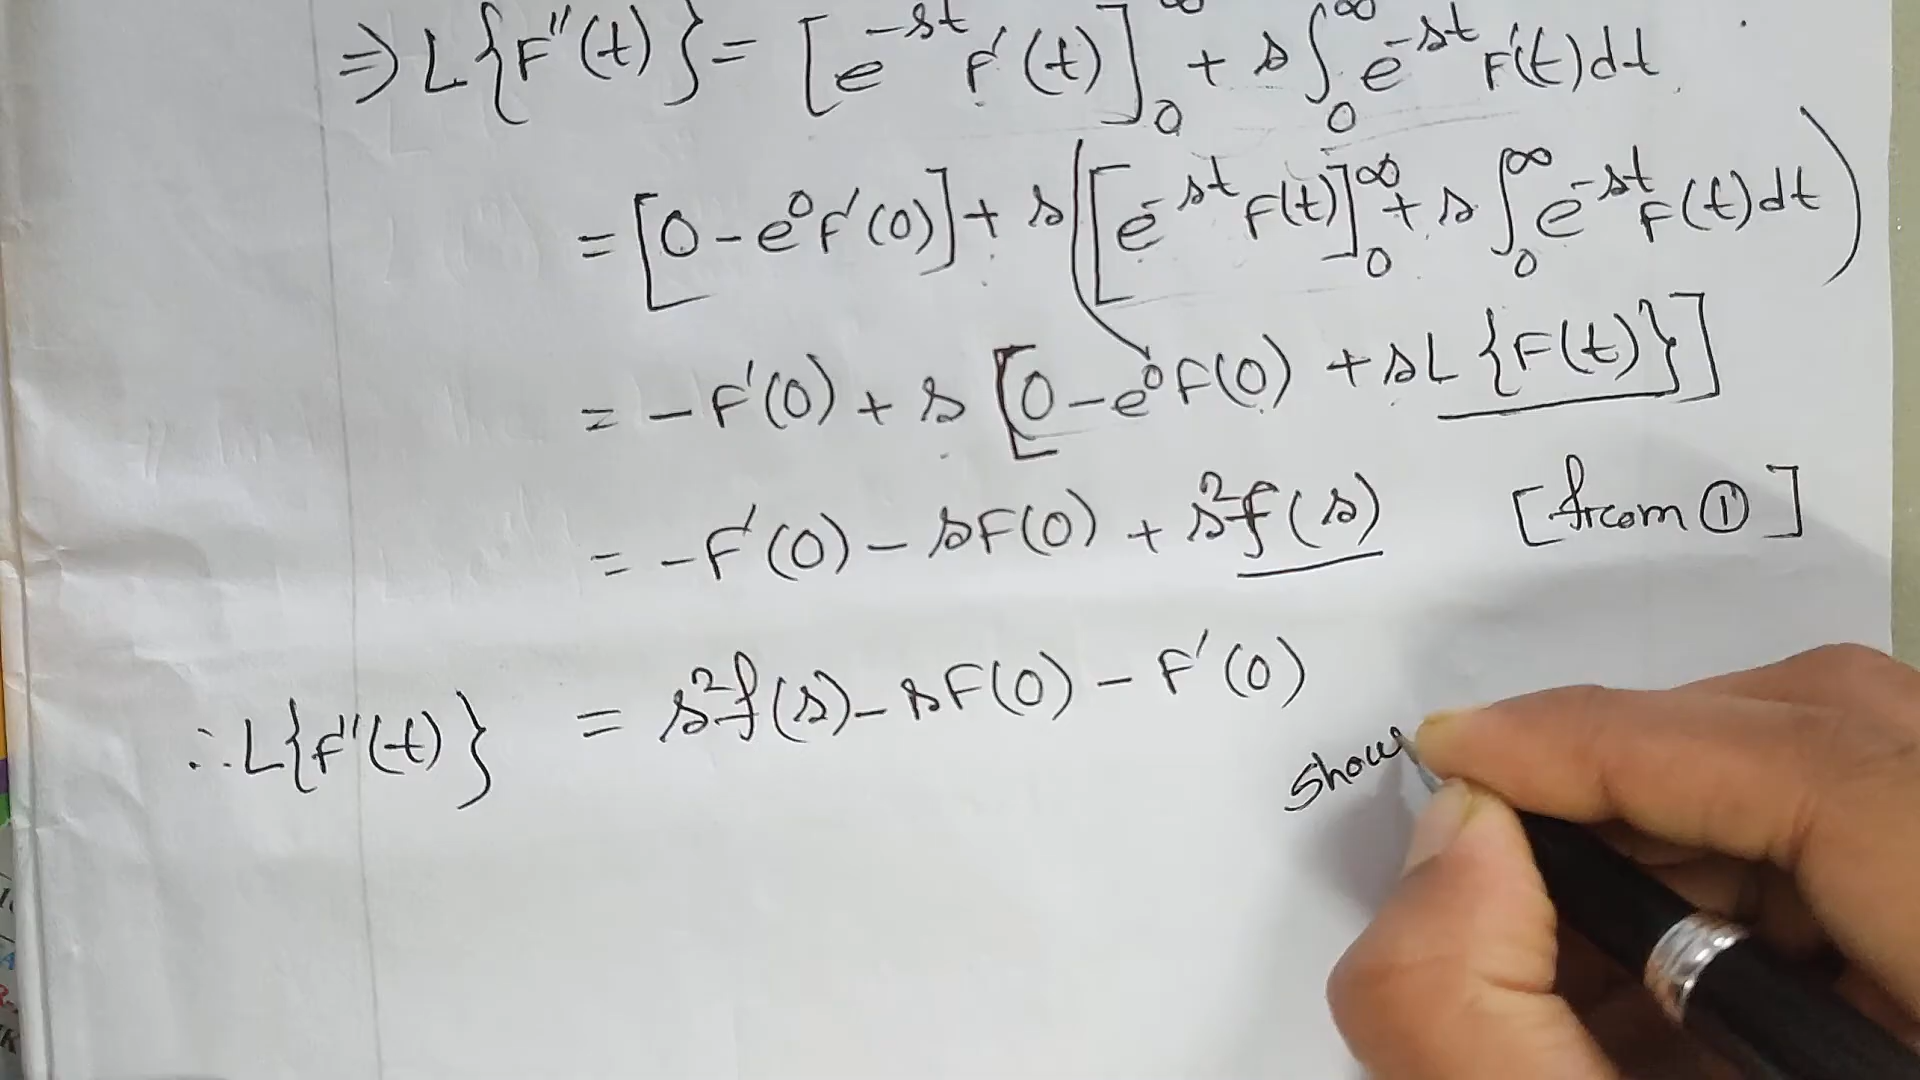 ⇒ L{F''(t)} = [e^{-st} F'(t)]_0^∞ + s∫_0^∞ e^{-st} F'(t)dt
= [0 - e^0 F'(0)] + s([e^{-st} F(t)]_0^∞ + s∫_0^∞ e^{-st} F(t)dt)
= -F'(0) + s [0 - e^0 F(0) + sL{F(t)}]
= -F'(0) - sF(0) + s^2 f(s) [from ①]
∴ L{F''(t)} = s^2 f(s) - sF(0) - F'(0)
Show